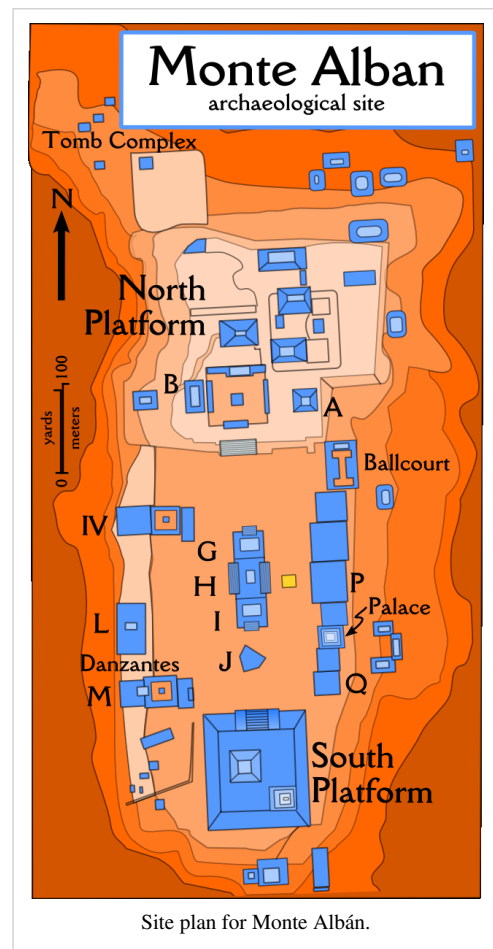 Monte Alban
archaeological site
Tomb Complex
N
North
Platform
100
yards
meters
0
B
A
Ballcourt
IV
G
H
P
I
Palace
L
J
Danzantes
M
Q
South
Platform
Site plan for Monte Albán.